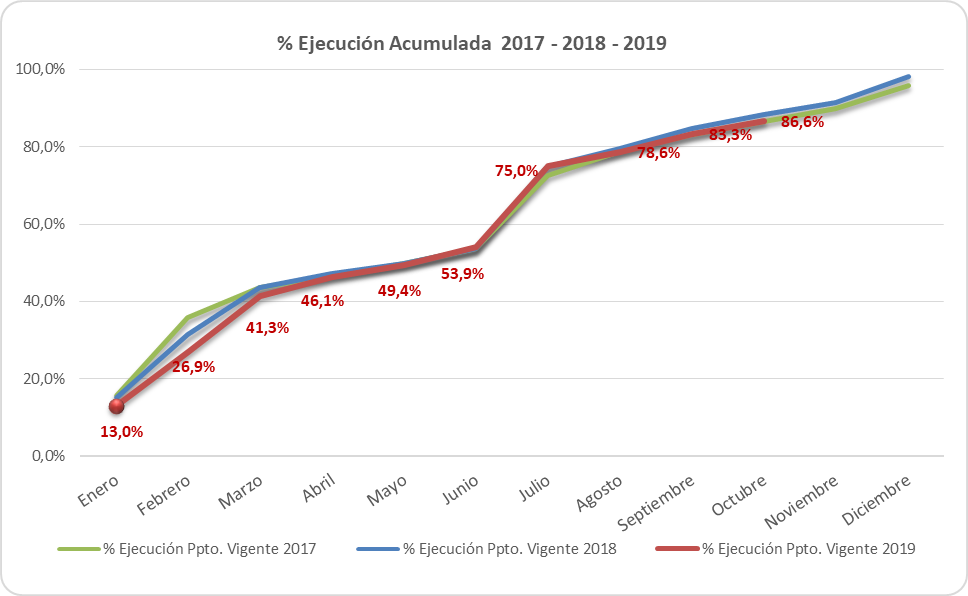 % Ejecución Acumulada 2017 - 2018 - 2019
100,0%
80,0%
60,0%
40,0%
20,0%
0,0%
13,0%
26,9%
41,3%
46,1%
49,4%
53,9%
75,0%
78,6%
83,3%
86,6%
Enero
Febrero
Marzo
Abril
Mayo
Junio
Julio
Agosto
Septiembre
Octubre
Noviembre
Diciembre
% Ejecución Ppto. Vigente 2017
% Ejecución Ppto. Vigente 2018
% Ejecución Ppto. Vigente 2019